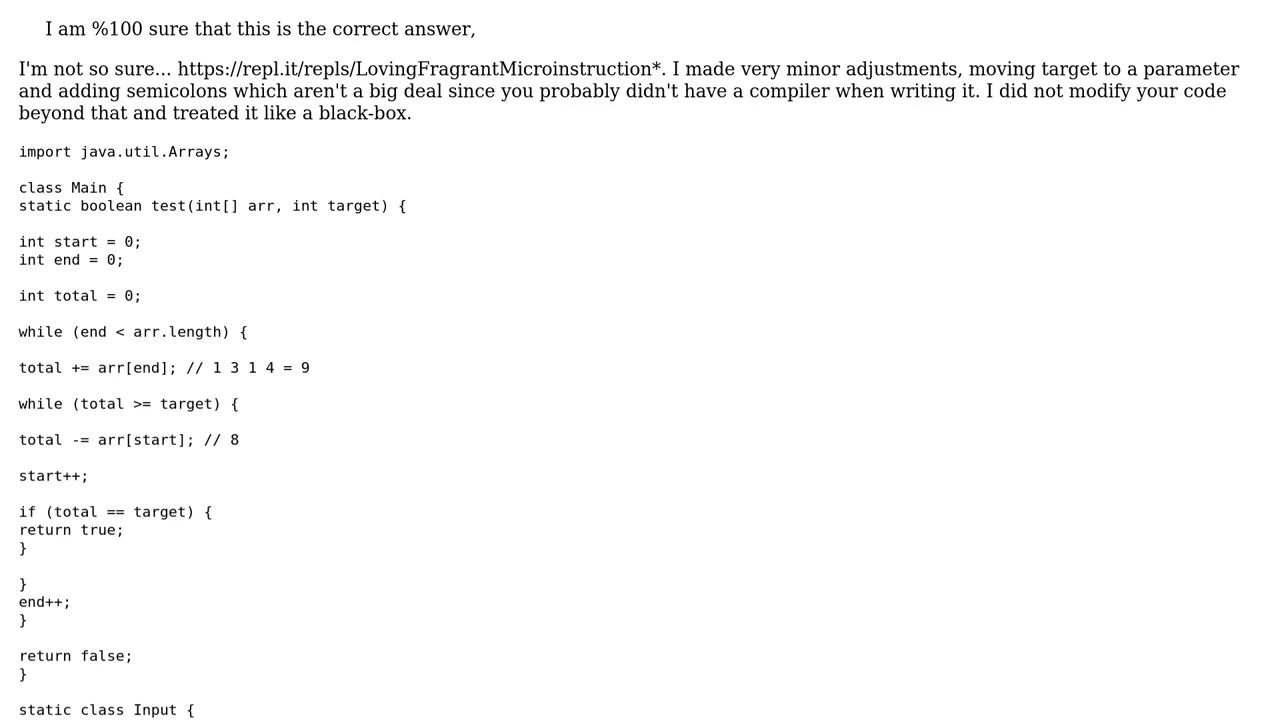 I am %100 sure that this is the correct answer,
I'm not so sure... https://repl.it/repls/LovingFragrantMicroinstruction*. I made very minor adjustments, moving target to a parameter
and adding semicolons which aren't a big deal since you probably didn't have a compiler when writing it. I did not modify your code
beyond that and treated it like a black-box.
import java.util.Arrays;
class Main {
static boolean test(int[] arr, int target) {
int start = 0;
int end = 0;
int total = 0;
while (end < arr.length) {
total += arr[end]; // 1 3 1 4 = 9
while (total >= target) {
total -= arr[start]; // 8
start++;
if (total == target) {
return true;
}
}
end++;
}
return false;
}
static class Input {